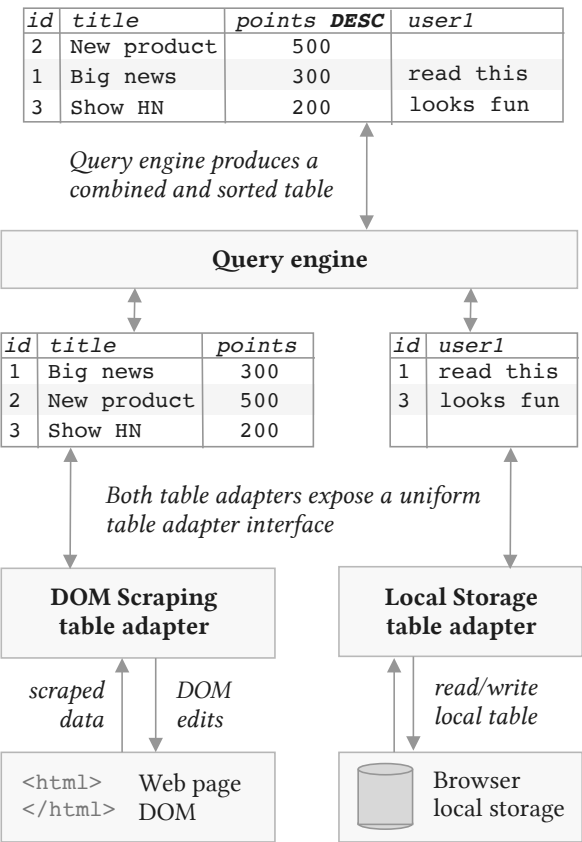 id title points DESC user1
2 New product 500
1 Big news 300 read this
3 Show HN 200 looks fun
Query engine produces a
combined and sorted table
Query engine
id title points
1 Big news 300
2 New product 500
3 Show HN 200
id user1
1 read this
3 looks fun
Both table adapters expose a uniform
table adapter interface
DOM Scraping
table adapter
Local Storage
table adapter
scraped
data
DOM
edits
read/write
local table
<html> Web page
</html> DOM
Browser
local storage